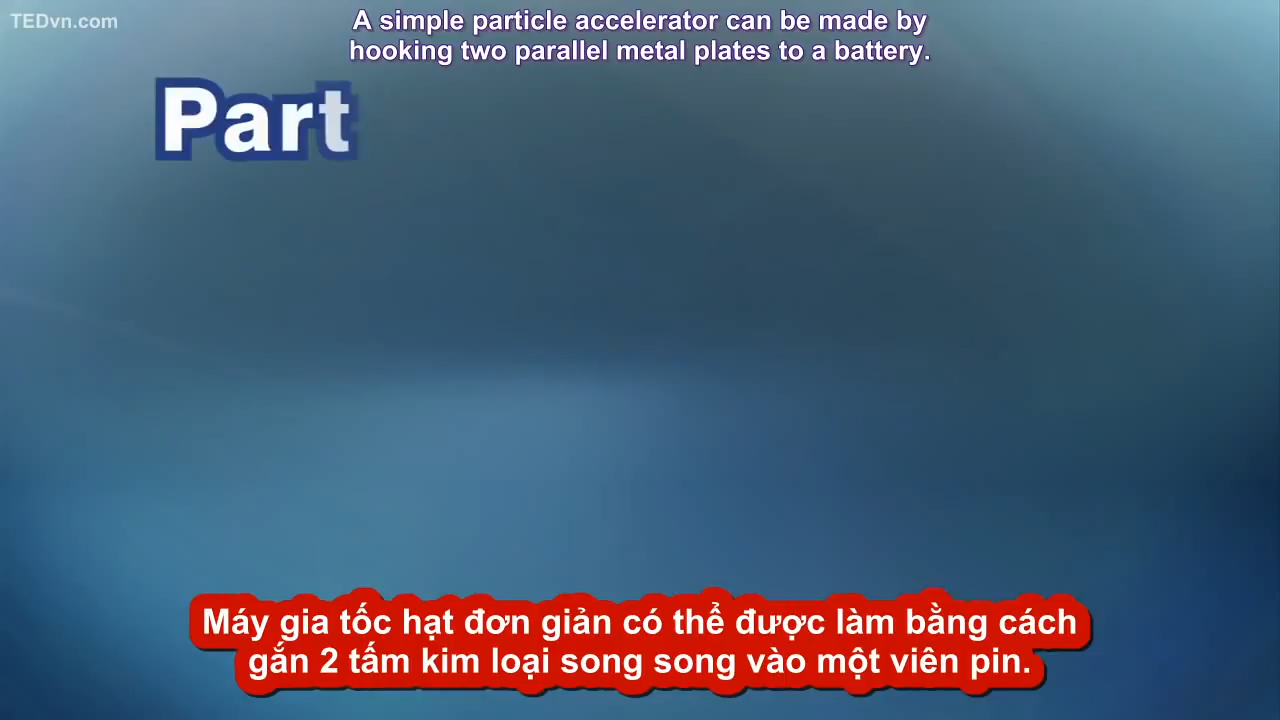 TEDvn.com
A simple particle accelerator can be made by
hooking two parallel metal plates to a battery.
Part
Máy gia tốc hạt đơn giản có thể được làm bằng cách
gắn 2 tấm kim loại song song vào một viên pin.